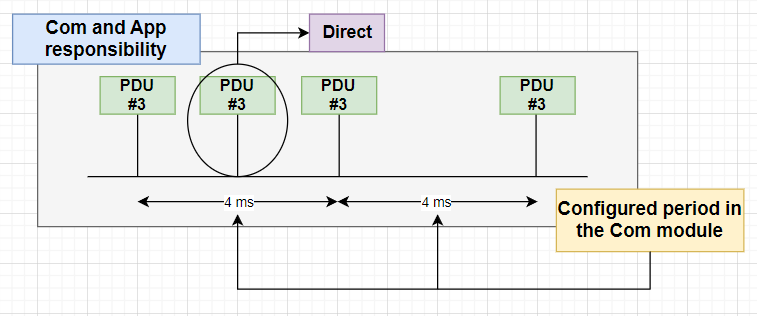 Com and App
responsibility
Direct
PDU
#3
PDU
#3
PDU
#3
PDU
#3
4 ms
4 ms
Configured period in
the Com module